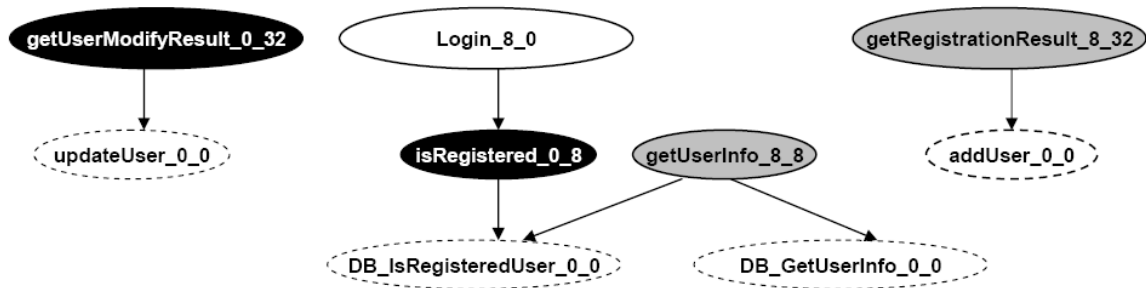 getUserModifyResult_0_32
Login_8_0
getRegistrationResult_8_32
updateUser_0_0
isRegistered_0_8
getUserInfo_8_8
addUser_0_0
DB_IsRegisteredUser_0_0
DB_GetUserInfo_0_0